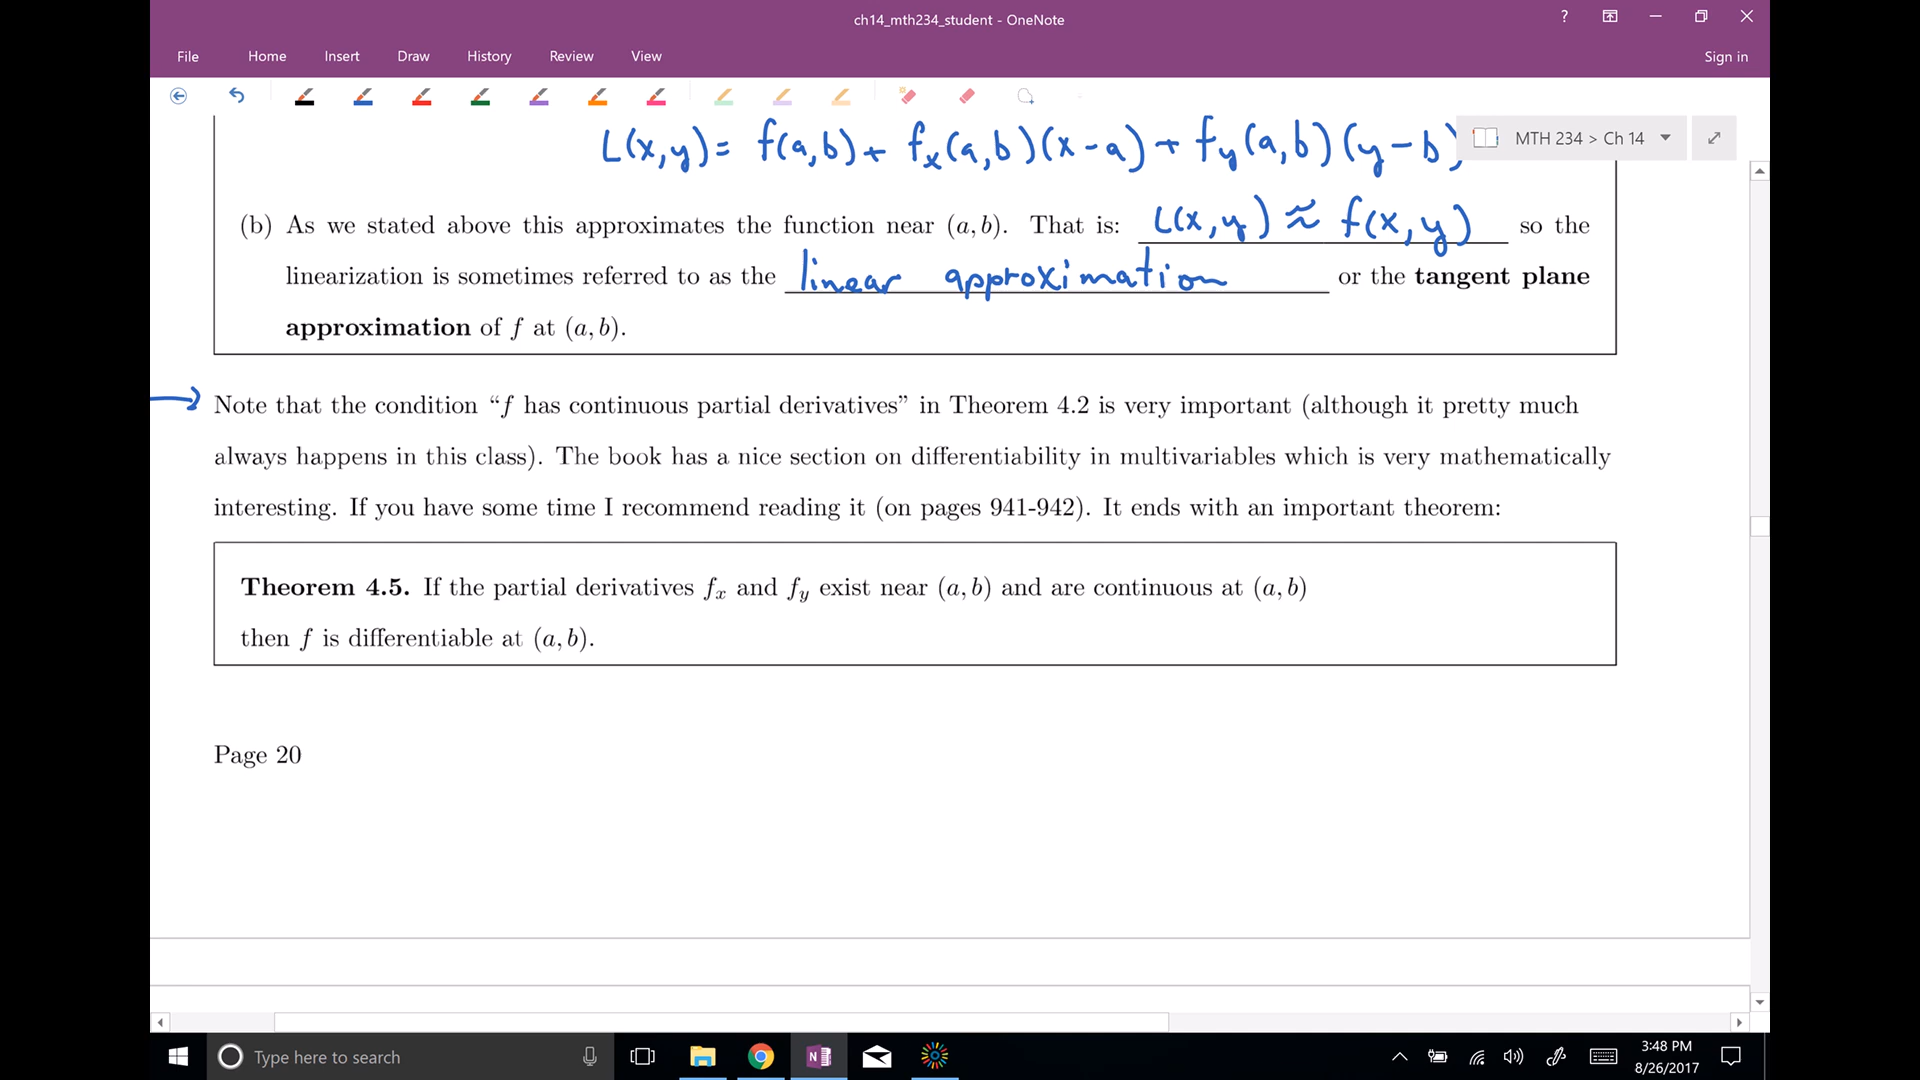 ch14_mth234_student - OneNote
File Home Insert Draw History Review View Sign in
L(x,y) = f(a,b) + fₓ(a,b)(x-a) + f_y(a,b)(y-b)
MTH 234 > Ch 14
(b) As we stated above this approximates the function near (a, b). That is: L(x,y) ≈ f(x,y) so the
linearization is sometimes referred to as the linear approximation or the tangent plane
approximation of f at (a, b).
→ Note that the condition “f has continuous partial derivatives” in Theorem 4.2 is very important (although it pretty much
always happens in this class). The book has a nice section on differentiability in multivariables which is very mathematically
interesting. If you have some time I recommend reading it (on pages 941-942). It ends with an important theorem:
Theorem 4.5. If the partial derivatives fₓ and f_y exist near (a, b) and are continuous at (a, b)
then f is differentiable at (a, b).
Page 20
Type here to search
3:48 PM
8/26/2017